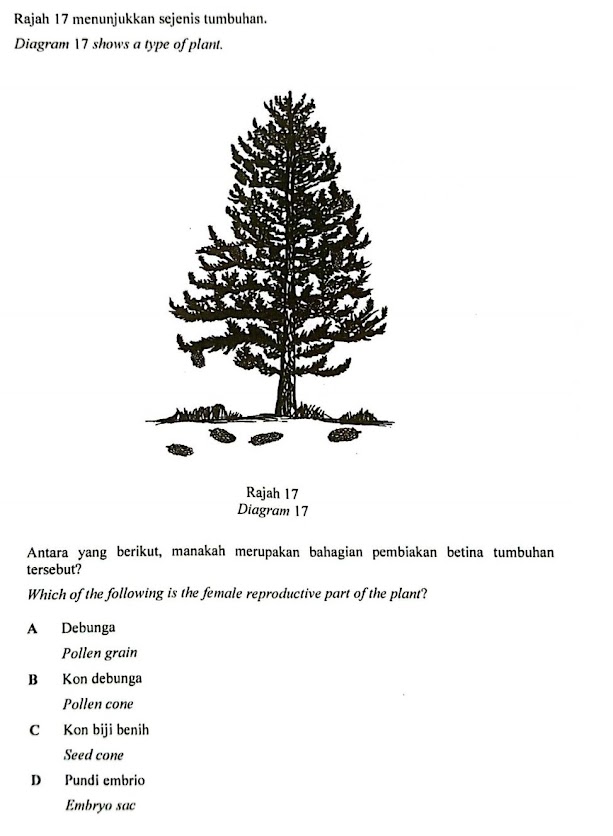 Rajah 17 menunjukkan sejenis tumbuhan.
Diagram 17 shows a type of plant.
Rajah 17
Diagram 17
Antara yang berikut, manakah merupakan bahagian pembiakan betina tumbuhan
tersebut?
Which of the following is the female reproductive part of the plant?
A Debunga
Pollen grain
B Kon debunga
Pollen cone
C Kon biji benih
Seed cone
D Pundi embrio
Embryo sac